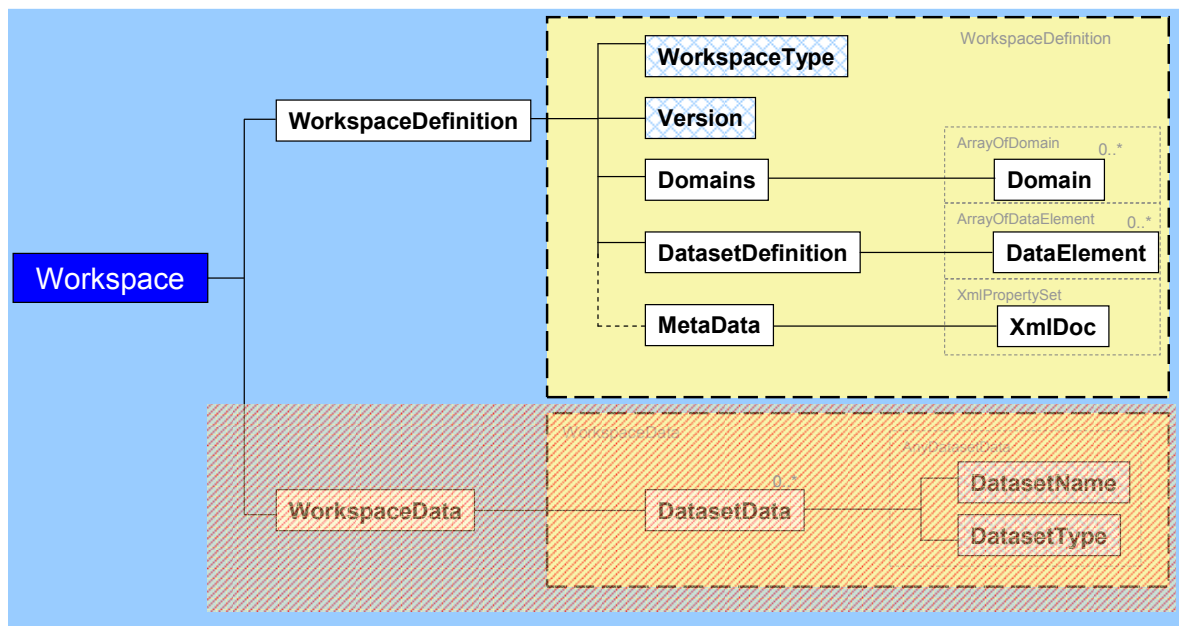 WorkspaceDefinition
WorkspaceType
Version
WorkspaceDefinition
ArrayOfDomain
0..*
Domains
Domain
ArrayOfDataElement
0..*
DatasetDefinition
DataElement
Workspace
XmlPropertySet
MetaData
XmlDoc
WorkspaceData
AnyDatasetData
0..*
DatasetName
WorkspaceData
DatasetData
DatasetType